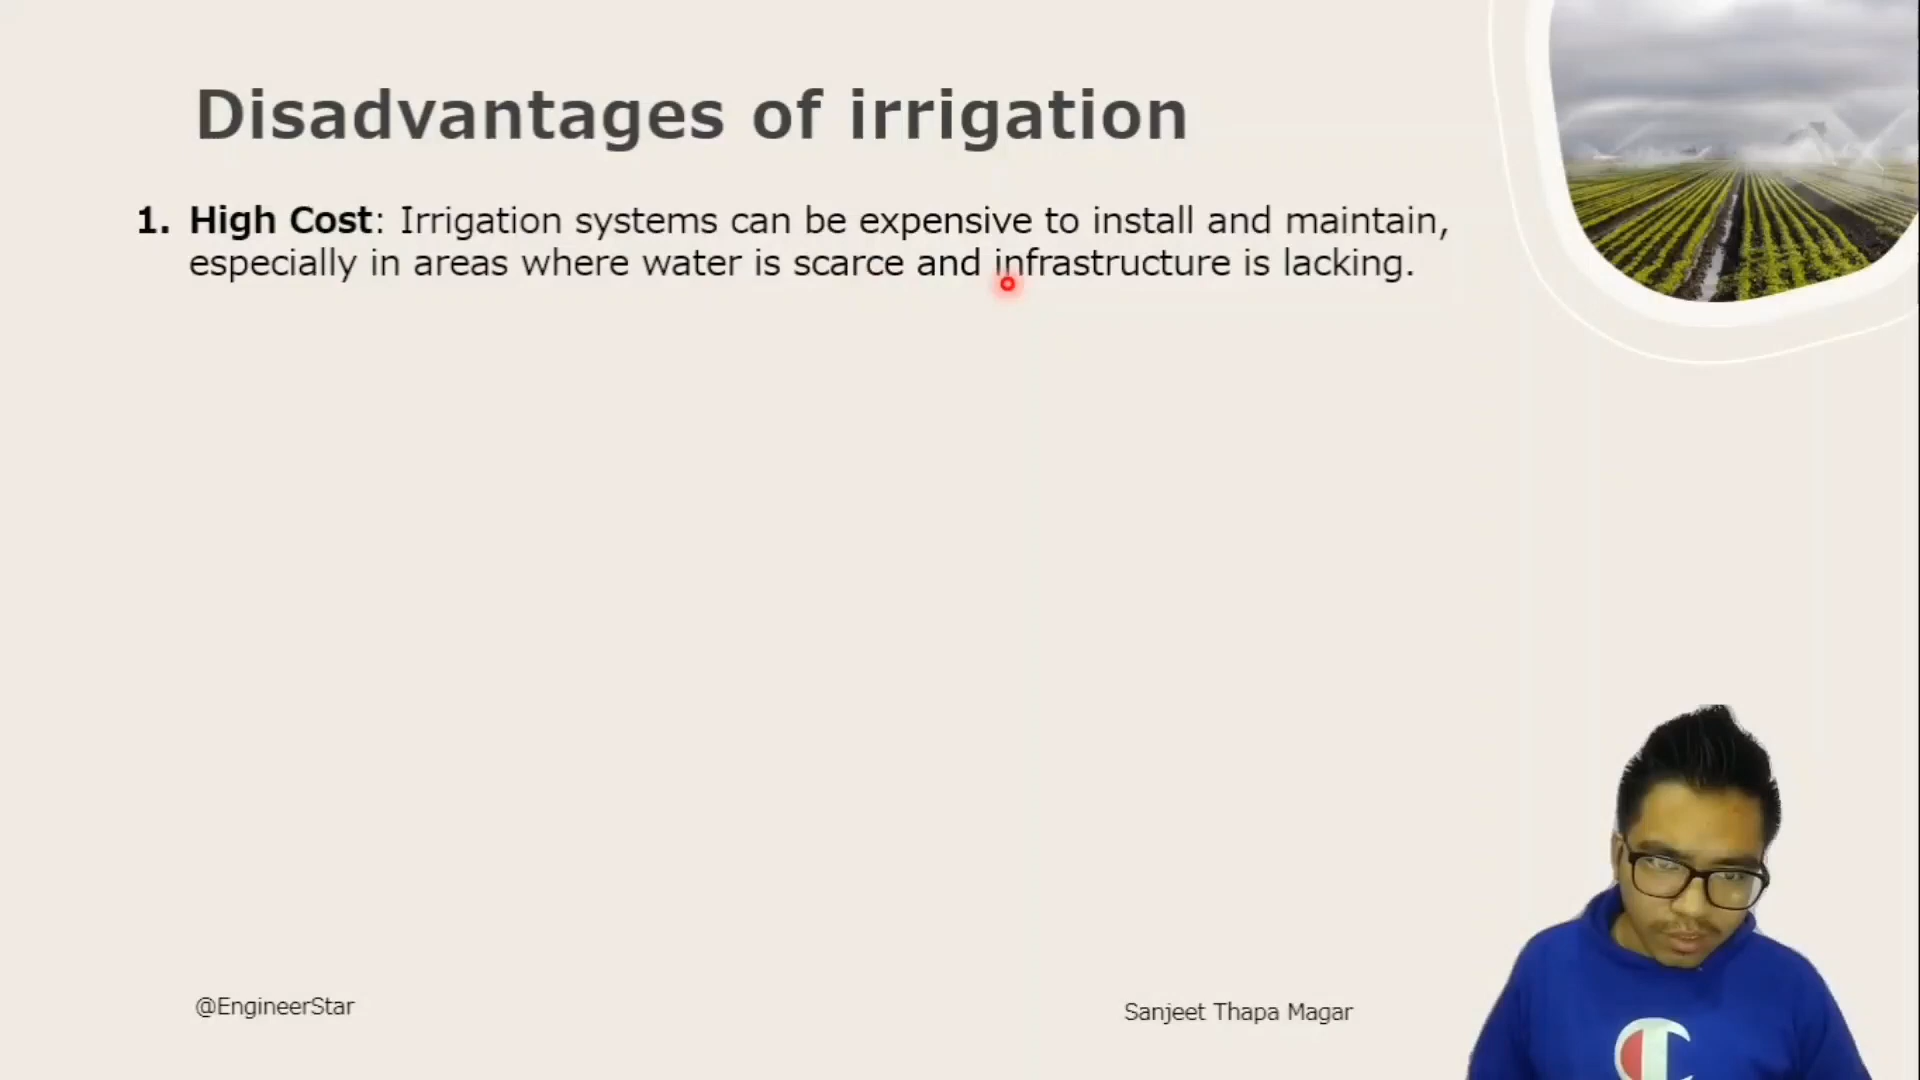 Disadvantages of irrigation
1. High Cost: Irrigation systems can be expensive to install and maintain,
especially in areas where water is scarce and infrastructure is lacking.
@EngineerStar
Sanjeet Thapa Magar